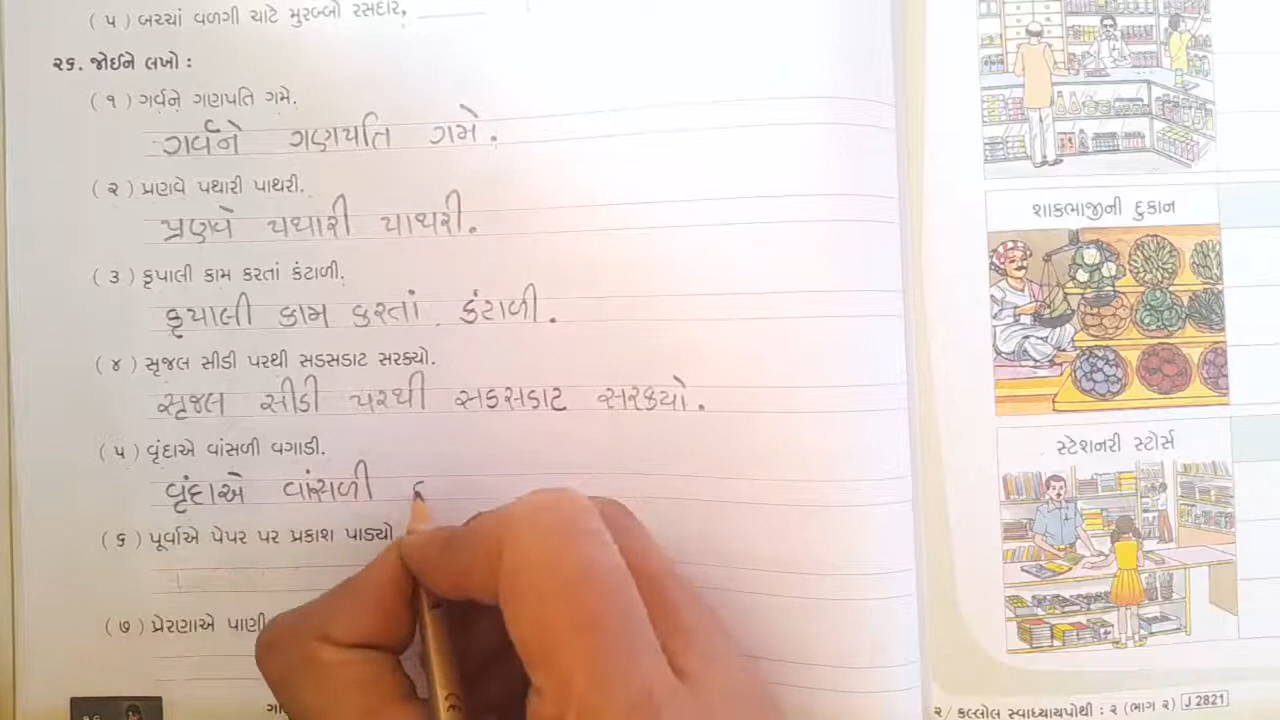 (૫) બચ્ચાં વળગી ચાટે મુરબ્બો રસદાર,
૨૬. જોઈને લખો :
(૧) ગર્વને ગણપતિ ગમે.
ગર્વને ગણપતિ ગમે.
(૨) પ્રણવે પથારી પાથરી.
પ્રણવે પથારી પાથરી.
(૩) કૃપાલી કામ કરતાં કંટાળી.
કૃપાલી કામ કરતાં કંટાળી.
(૪) સૃજલ સીડી પરથી સડસડાટ સરક્યો.
સૃજલ સીડી પરથી સડસડાટ સરક્યો.
(૫) વૃંદાએ વાંસળી વગાડી.
વૃંદાએ વાંસળી
(૬) પૂર્વાએ પેપર પર પ્રકાશ પાડ્યો
(૭) પ્રેરણાએ પાણી
શાકભાજીની દુકાન
સ્ટેશનરી સ્ટોર્સ
૨/ કલ્લોલ સ્વાધ્યાયપોથી : ૨ (ભાગ ૨) J 2821